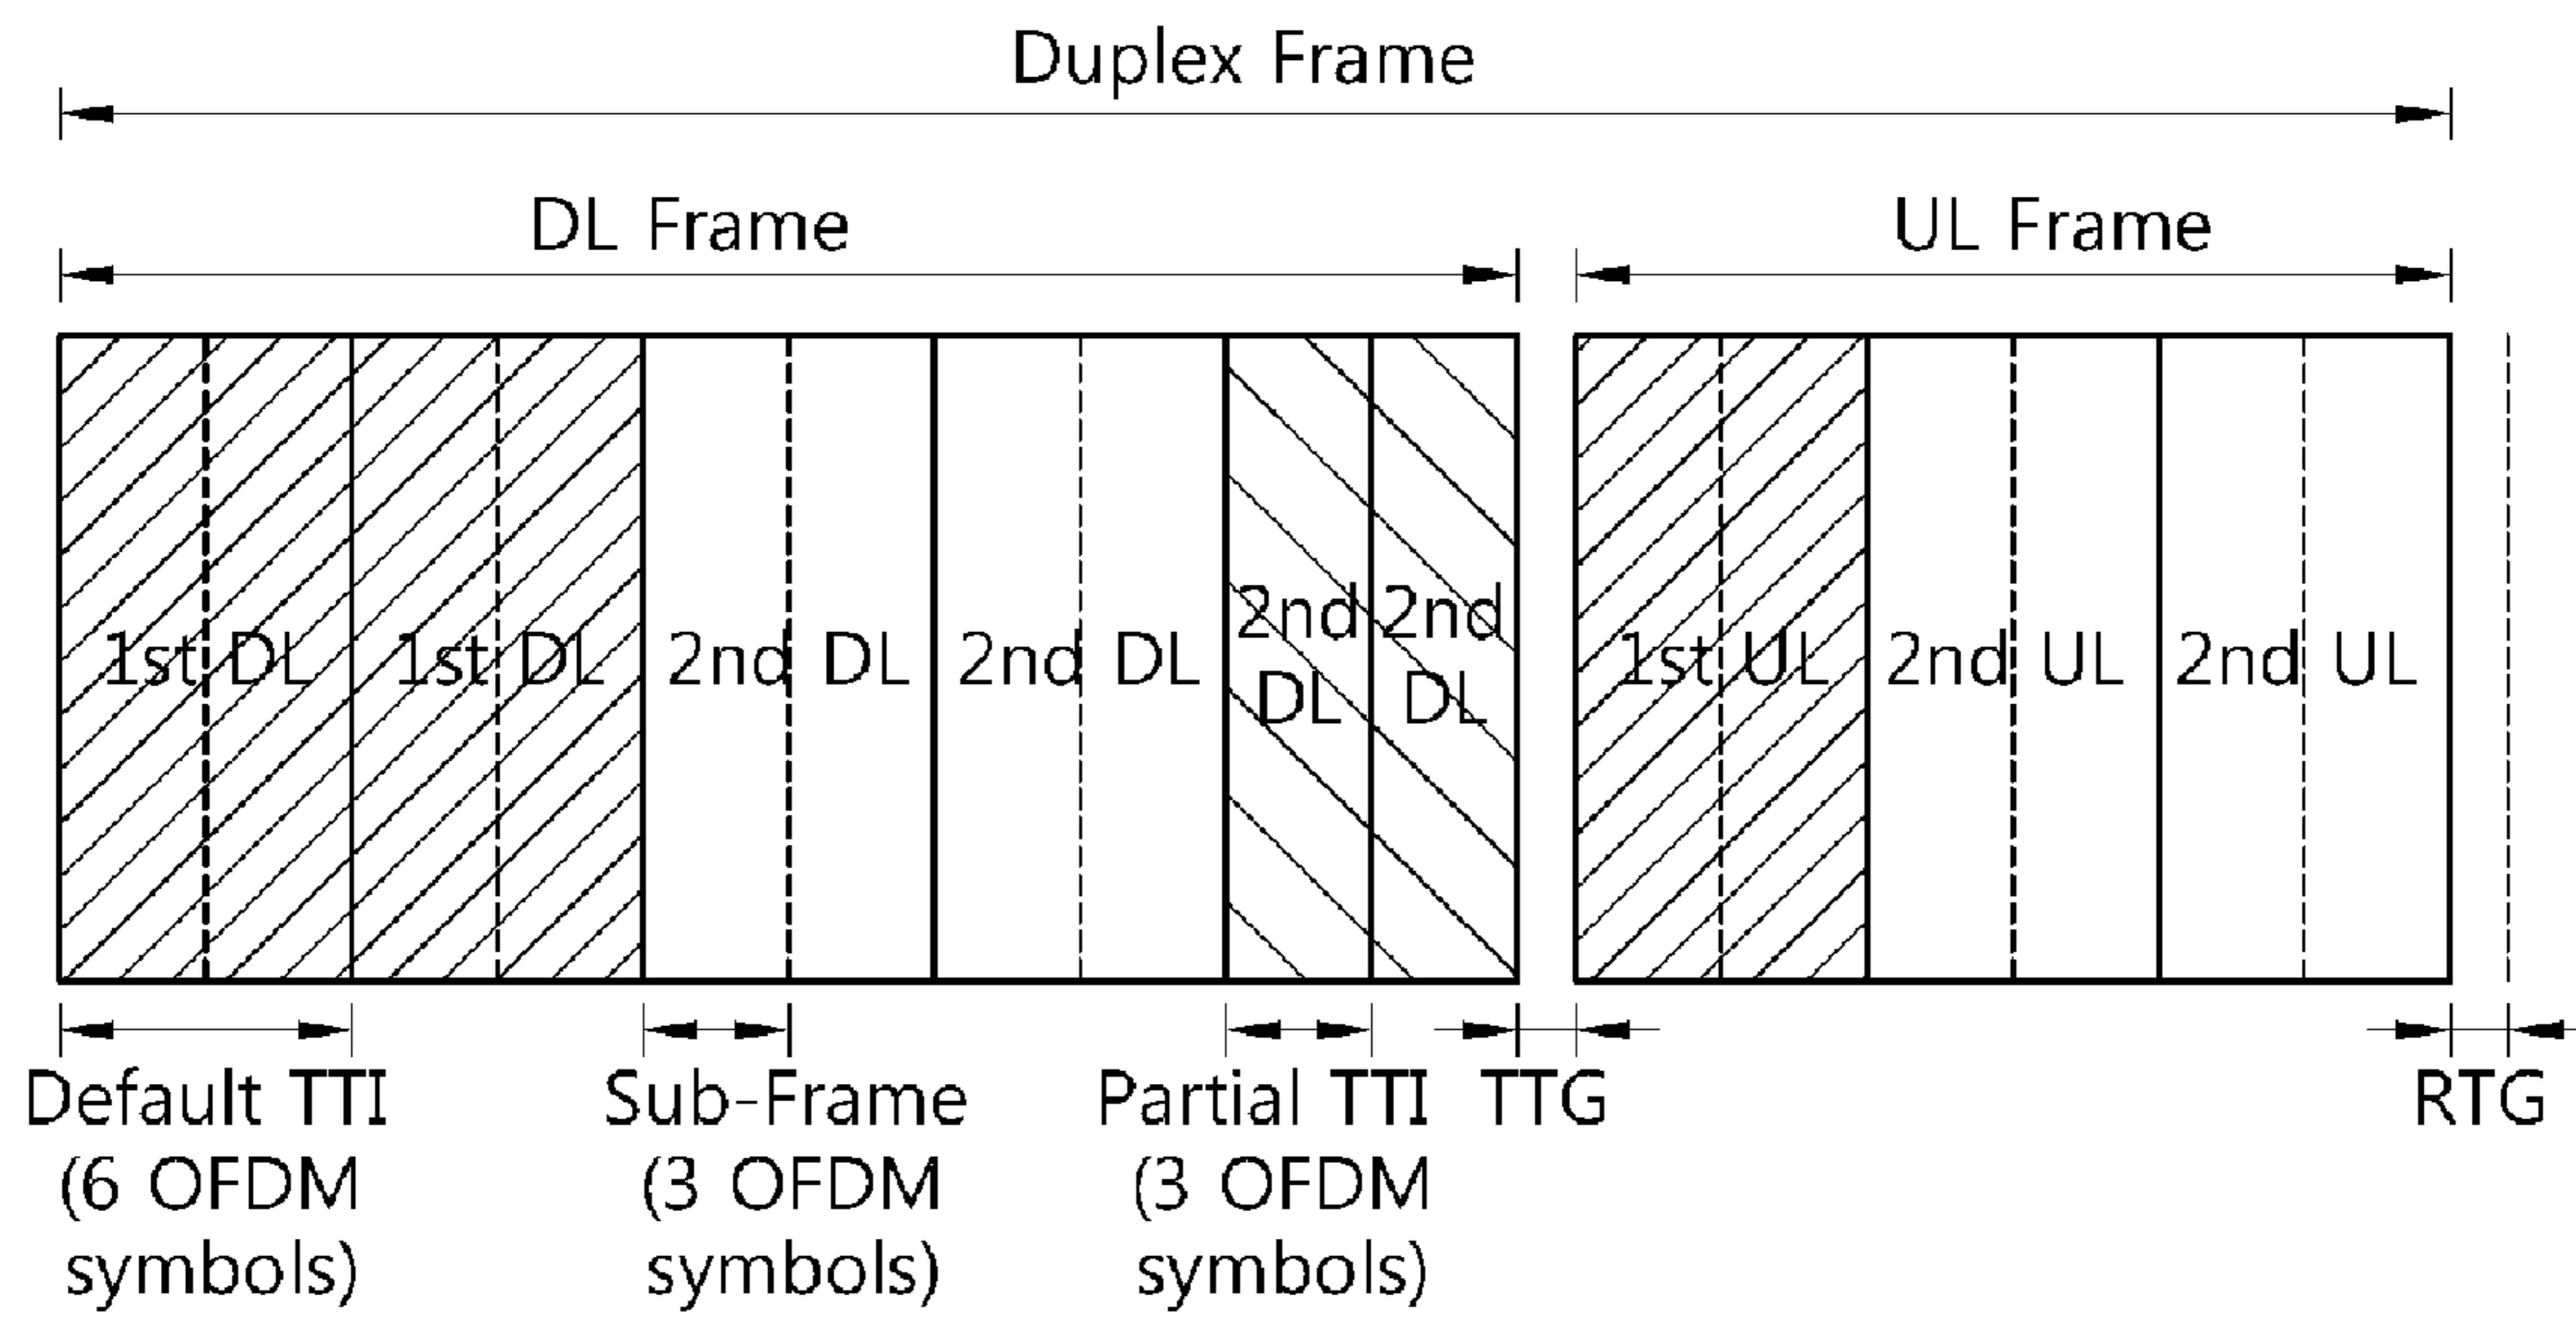 Duplex Frame
DL Frame
UL Frame
1st DL
1st DL
2nd DL
2nd DL
2nd
DL
2nd
DL
1st UL
2nd UL
2nd UL
Default TTI
(6 OFDM
symbols)
Sub-Frame
(3 OFDM
symbols)
Partial TTI
(3 OFDM
symbols)
TTG
RTG